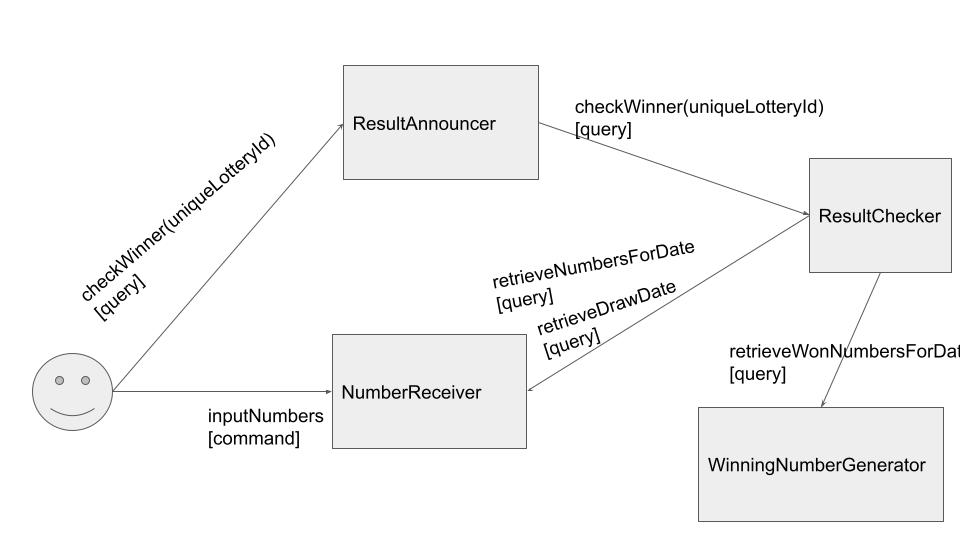 checkWinner(uniqueLotteryId)
[query]
ResultAnnouncer
checkWinner(uniqueLotteryId)
[query]
ResultChecker
retrieveNumbersForDate
[query]
retrieveDrawDate
[query]
NumberReceiver
inputNumbers
[command]
retrieveWonNumbersForDat
[query]
WinningNumberGenerator